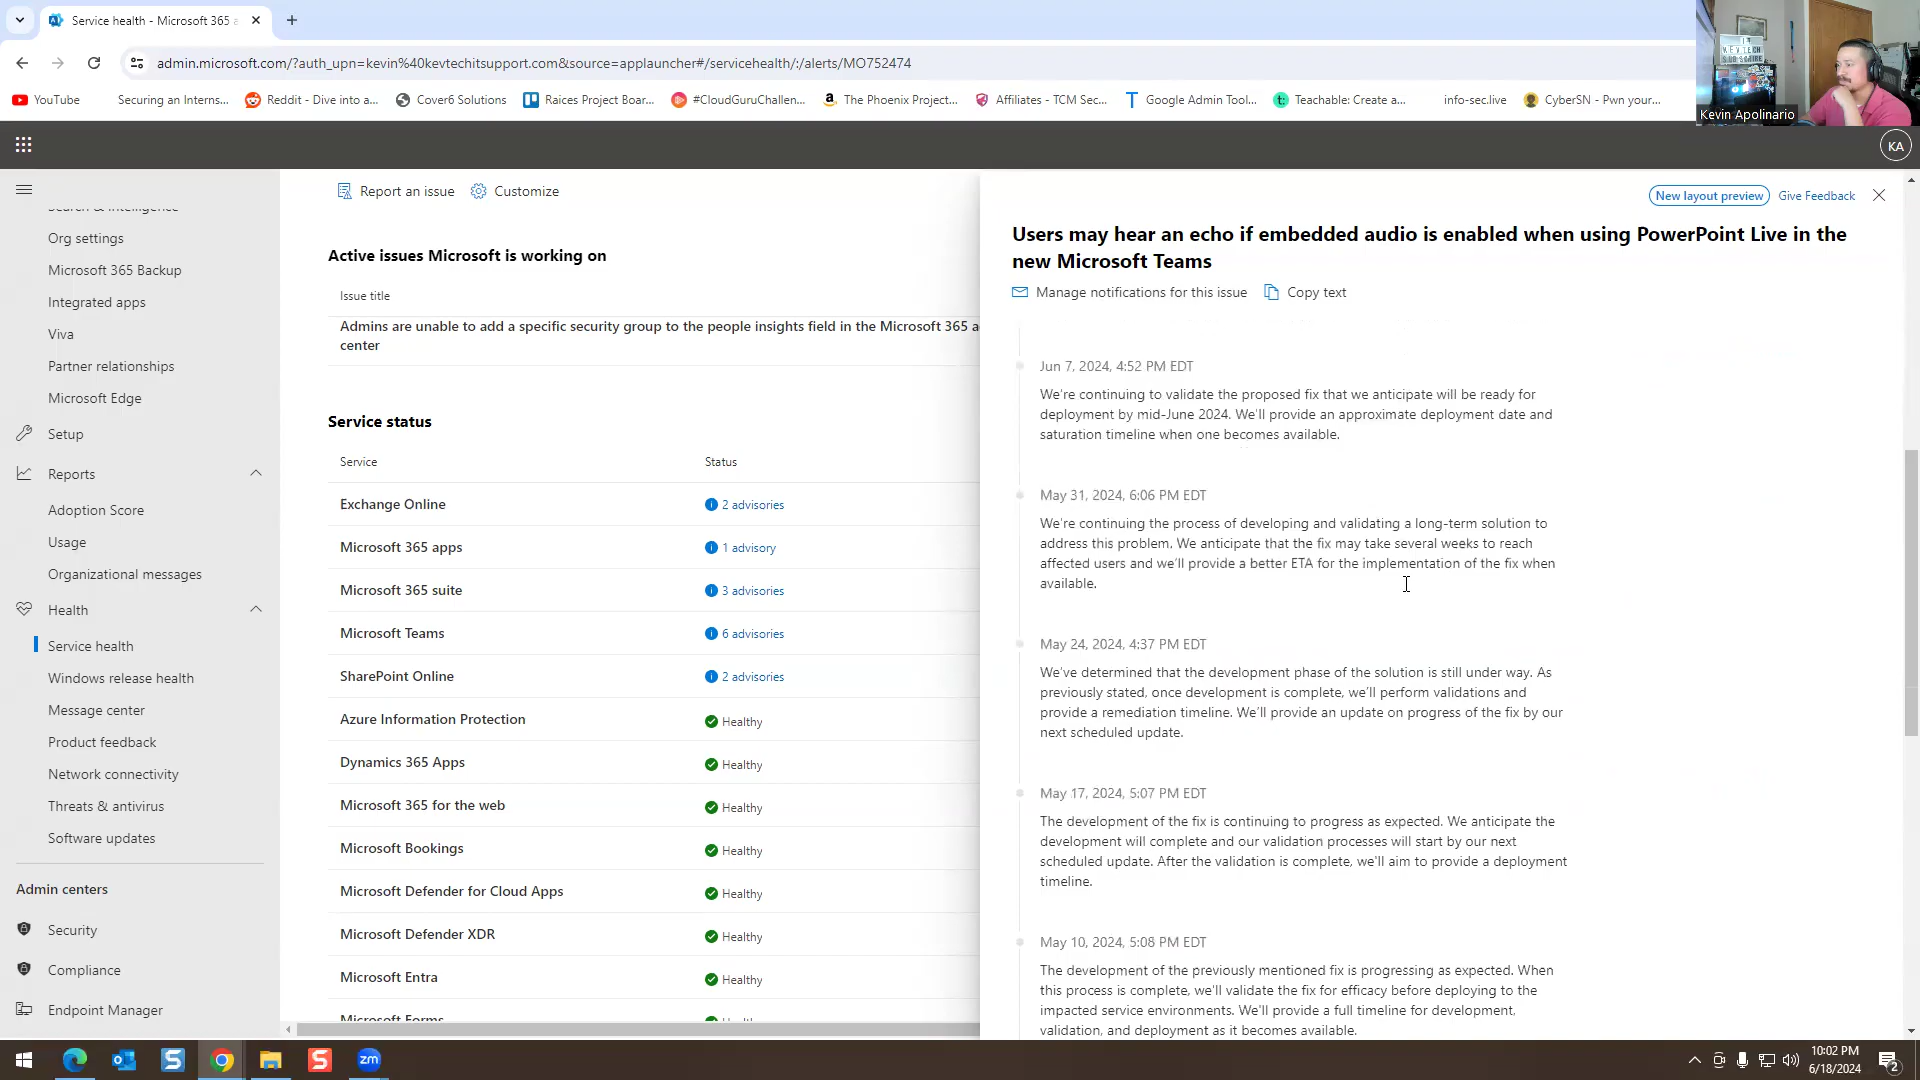 Service health - Microsoft 365 a
admin.microsoft.com/?auth_upn=kevin%40kevtechitsupport.com&source=applauncher#/servicehealth/:/alerts/MO752474
YouTube
Securing an Interns...
Reddit - Dive into a...
Cover6 Solutions
Raices Project Boar...
#CloudGuruChallen...
The Phoenix Project...
Affiliates - TCM Sec...
Google Admin Tool...
Teachable: Create a...
info-sec.live
CyberSN - Pwn your...
Kevin Apolinario
KA
Search & intelligence
Org settings
Microsoft 365 Backup
Integrated apps
Viva
Partner relationships
Microsoft Edge
Setup
Reports
Adoption Score
Usage
Organizational messages
Health
Service health
Windows release health
Message center
Product feedback
Network connectivity
Threats & antivirus
Software updates
Admin centers
Security
Compliance
Endpoint Manager
Report an issue
Customize
Active issues Microsoft is working on
Issue title
Admins are unable to add a specific security group to the people insights field in the Microsoft 365 a
center
Service status
Service Status
Exchange Online 2 advisories
Microsoft 365 apps 1 advisory
Microsoft 365 suite 3 advisories
Microsoft Teams 6 advisories
SharePoint Online 2 advisories
Azure Information Protection Healthy
Dynamics 365 Apps Healthy
Microsoft 365 for the web Healthy
Microsoft Bookings Healthy
Microsoft Defender for Cloud Apps Healthy
Microsoft Defender XDR Healthy
Microsoft Entra Healthy
Microsoft Forms
New layout preview
Give Feedback
Users may hear an echo if embedded audio is enabled when using PowerPoint Live in the
new Microsoft Teams
Manage notifications for this issue
Copy text
Jun 7, 2024, 4:52 PM EDT
We're continuing to validate the proposed fix that we anticipate will be ready for
deployment by mid-June 2024. We'll provide an approximate deployment date and
saturation timeline when one becomes available.
May 31, 2024, 6:06 PM EDT
We're continuing the process of developing and validating a long-term solution to
address this problem. We anticipate that the fix may take several weeks to reach
affected users and we'll provide a better ETA for the implementation of the fix when
available.
May 24, 2024, 4:37 PM EDT
We've determined that the development phase of the solution is still under way. As
previously stated, once development is complete, we'll perform validations and
provide a remediation timeline. We'll provide an update on progress of the fix by our
next scheduled update.
May 17, 2024, 5:07 PM EDT
The development of the fix is continuing to progress as expected. We anticipate the
development will complete and our validation processes will start by our next
scheduled update. After the validation is complete, we'll aim to provide a deployment
timeline.
May 10, 2024, 5:08 PM EDT
The development of the previously mentioned fix is progressing as expected. When
this process is complete, we'll validate the fix for efficacy before deploying to the
impacted service environments. We'll provide a full timeline for development,
validation, and deployment as it becomes available.
zm
10:02 PM
6/18/2024
2